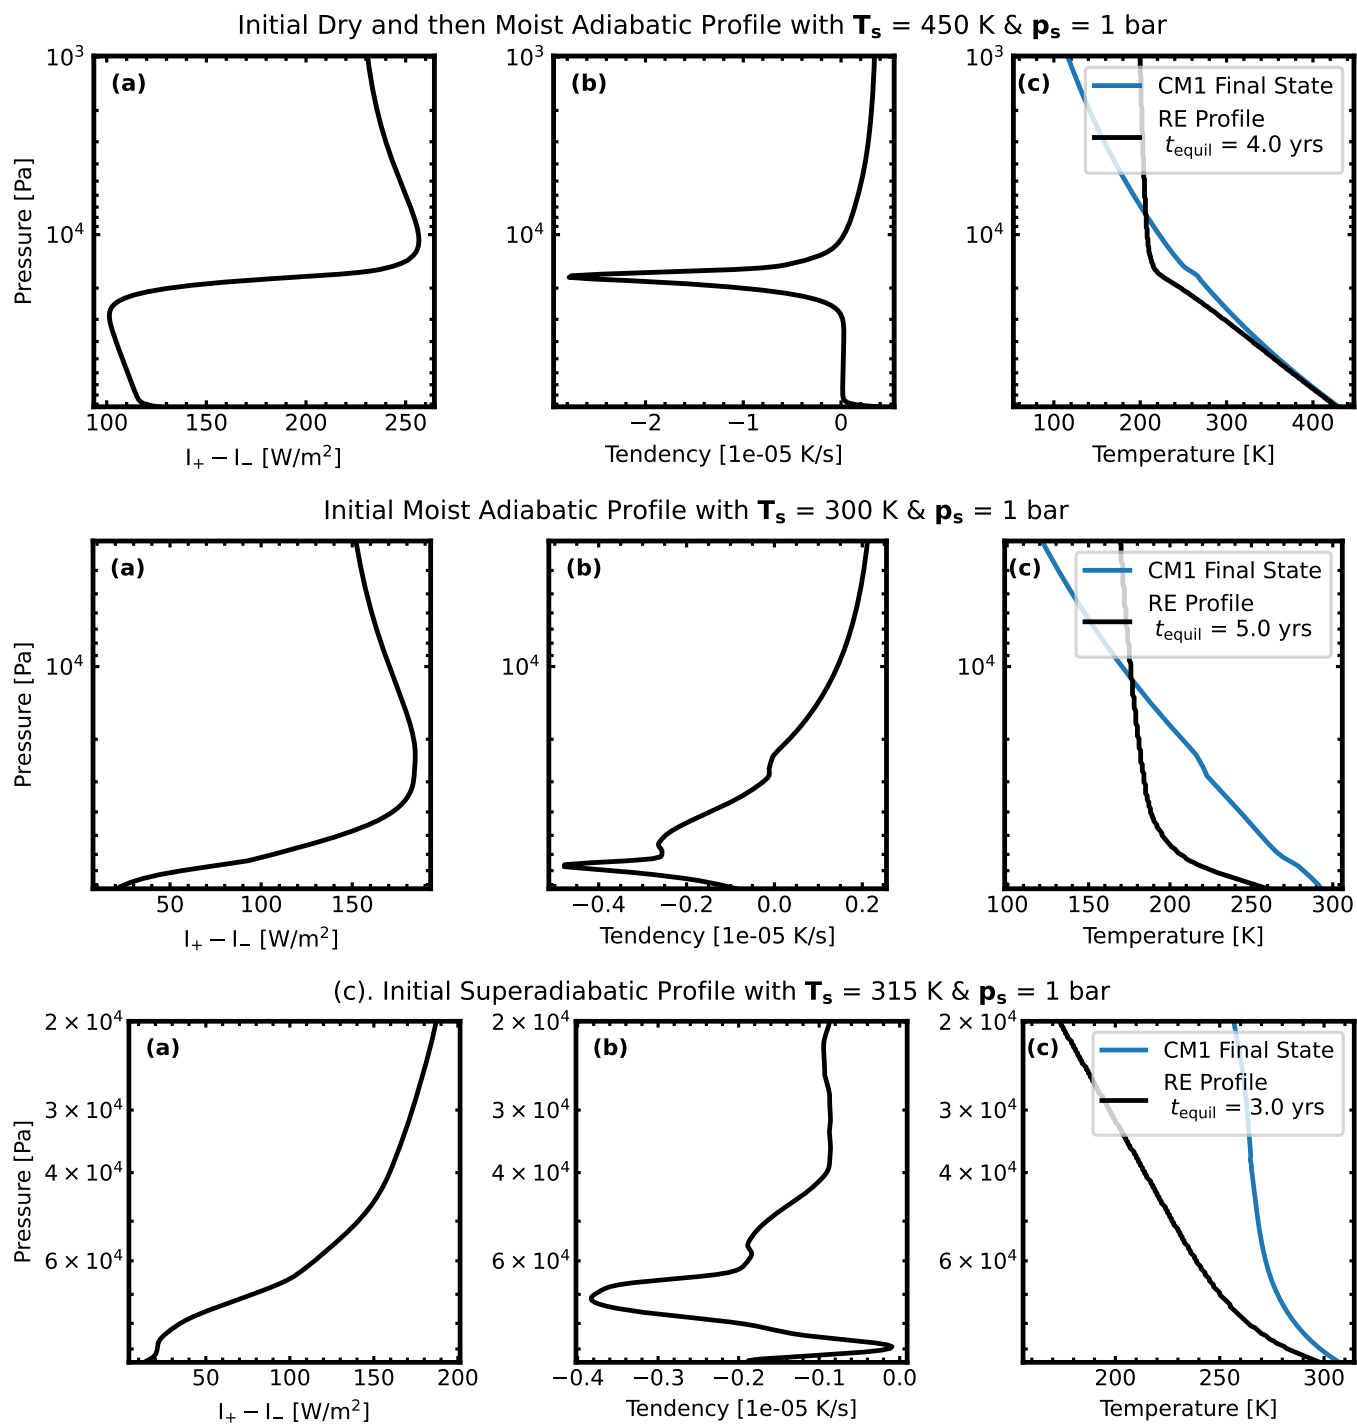 Initial Dry and then Moist Adiabatic Profile with Tₛ = 450 K & pₛ = 1 bar
(a)
(b)
(c)
CM1 Final State
RE Profile
t_equil = 4.0 yrs
10³
10⁴
Pressure [Pa]
100 150 200 250
I₊ − I₋ [W/m²]
10³
10⁴
−2 −1 0
Tendency [1e-05 K/s]
10³
10⁴
100 200 300 400
Temperature [K]
Initial Moist Adiabatic Profile with Tₛ = 300 K & pₛ = 1 bar
(a)
(b)
(c)
CM1 Final State
RE Profile
t_equil = 5.0 yrs
10⁴
Pressure [Pa]
50 100 150
I₊ − I₋ [W/m²]
10⁴
−0.4 −0.2 0.0 0.2
Tendency [1e-05 K/s]
10⁴
100 150 200 250 300
Temperature [K]
(c). Initial Superadiabatic Profile with Tₛ = 315 K & pₛ = 1 bar
(a)
(b)
(c)
CM1 Final State
RE Profile
t_equil = 3.0 yrs
2 × 10⁴
3 × 10⁴
4 × 10⁴
6 × 10⁴
Pressure [Pa]
50 100 150 200
I₊ − I₋ [W/m²]
2 × 10⁴
3 × 10⁴
4 × 10⁴
6 × 10⁴
−0.4 −0.3 −0.2 −0.1 0.0
Tendency [1e-05 K/s]
2 × 10⁴
3 × 10⁴
4 × 10⁴
6 × 10⁴
200 250 300
Temperature [K]